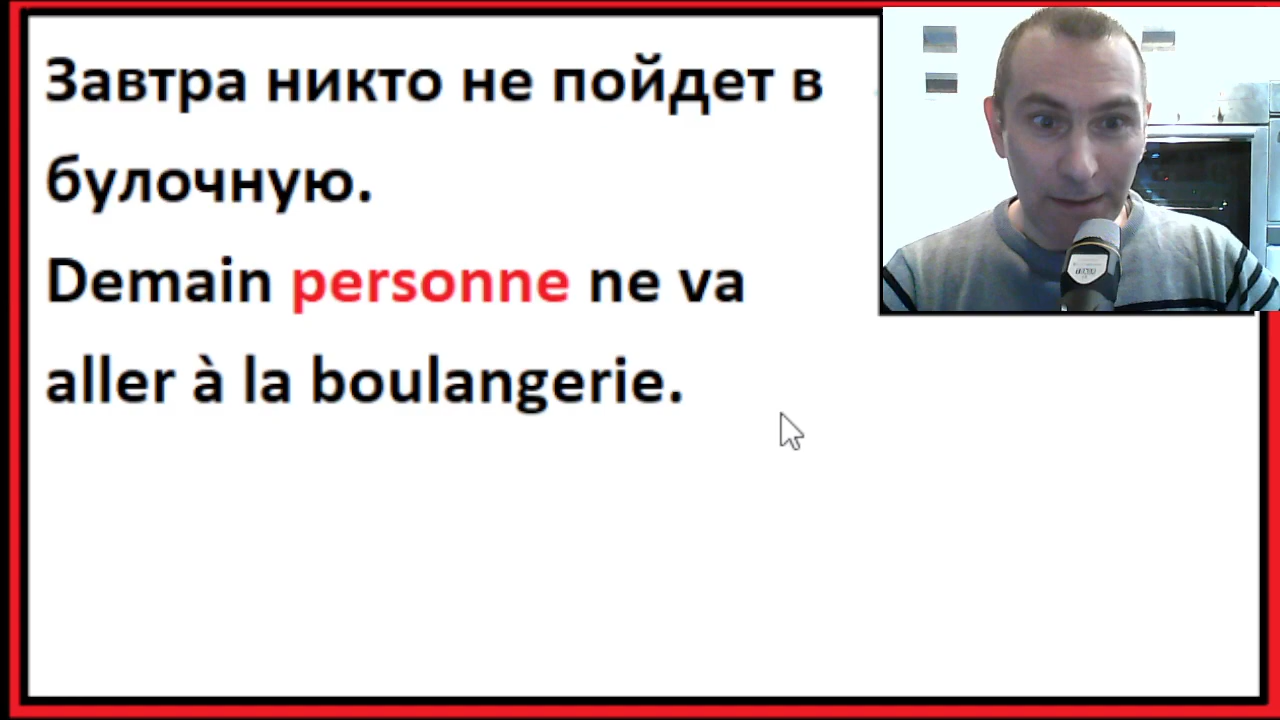 Завтра никто не пойдет в
булочную.
Demain personne ne va
aller à la boulangerie.